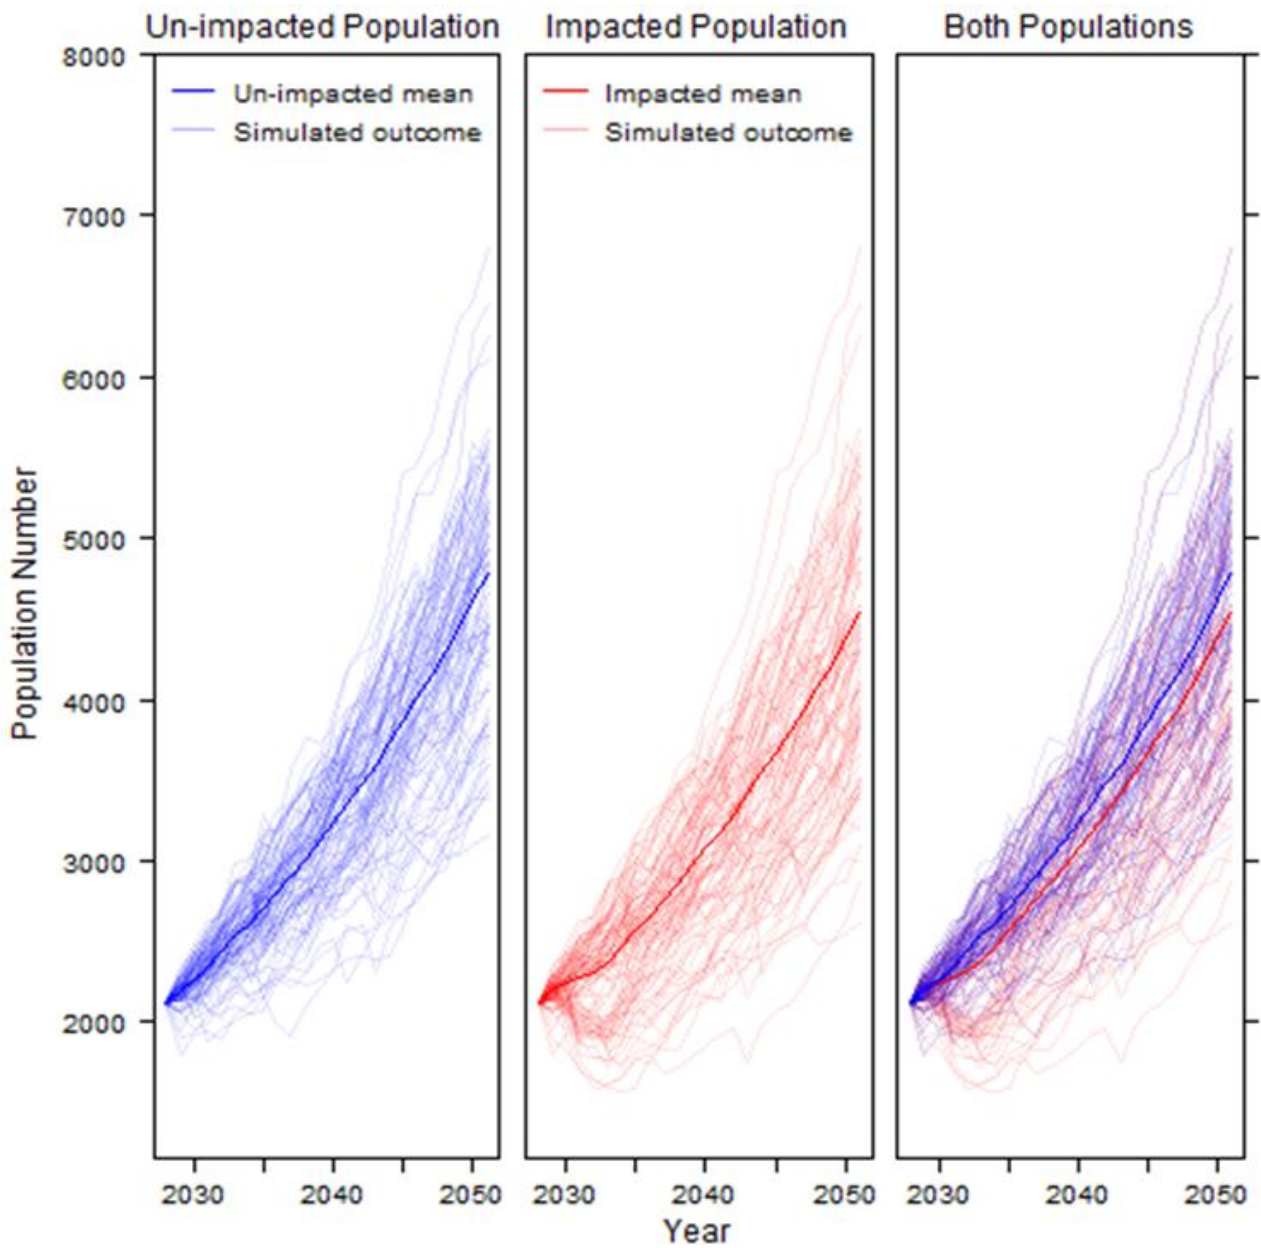 Un-impacted Population
Impacted Population
Both Populations
Un-impacted mean
Simulated outcome
Impacted mean
Simulated outcome
8000
7000
6000
5000
4000
3000
2000
Population Number
2030 2040 2050
2030 2040 2050
2030 2040 2050
Year